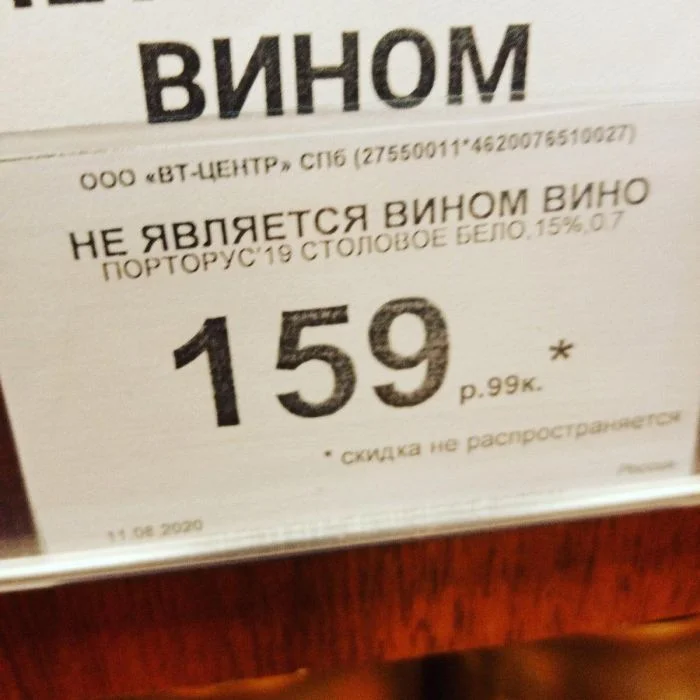 ВИНОМ
ООО «ВТ-ЦЕНТР» СПб (27550011*4620076510027)
НЕ ЯВЛЯЕТСЯ ВИНОМ ВИНО
ПОРТОРУС'19 СТОЛОВОЕ БЕЛО,15%,0.7
159 р.99к. *
* скидка не распространяется
Россия
11.08.2020